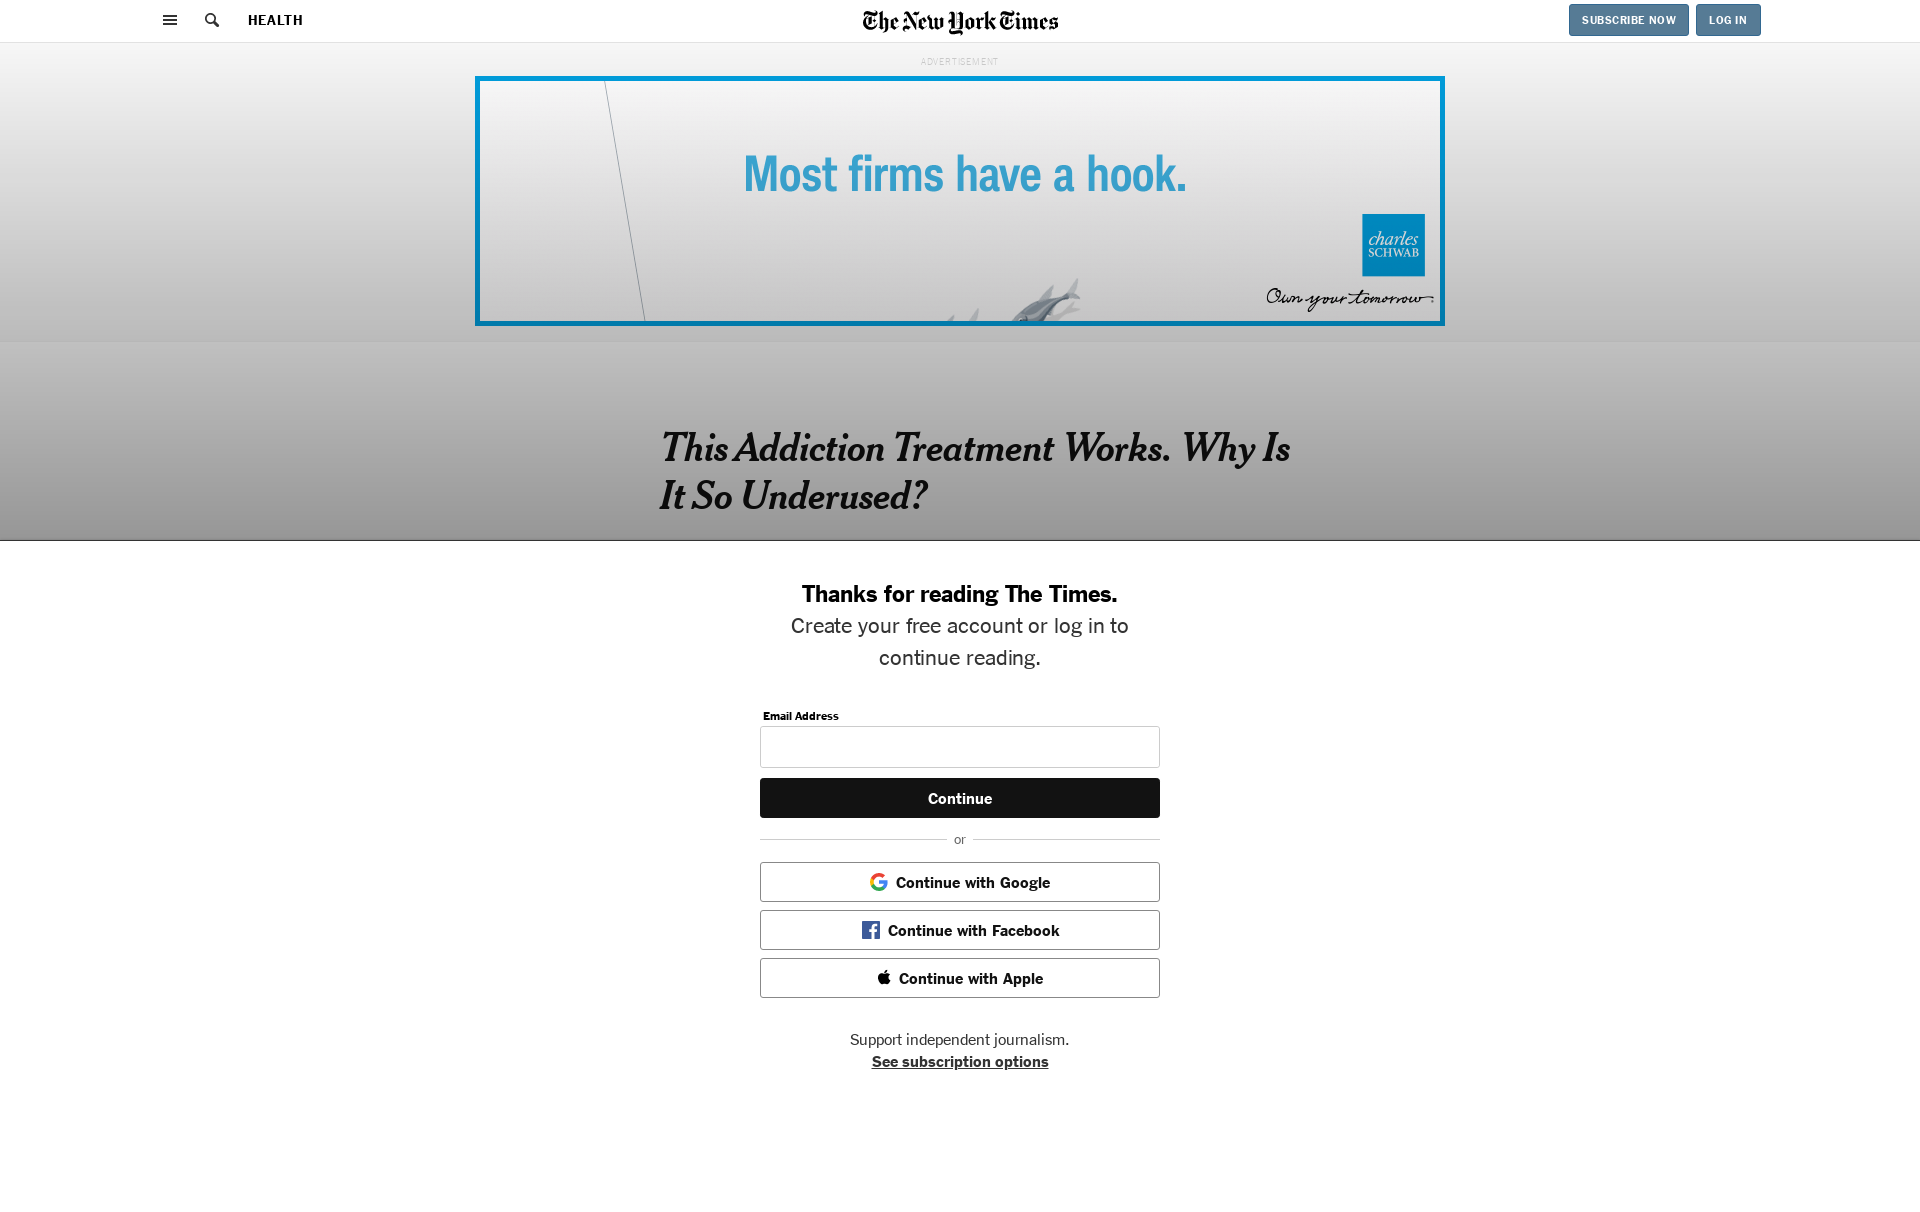 HEALTH
The New York Times
SUBSCRIBE NOW
LOG IN
ADVERTISEMENT
Most firms have a hook.
charles
SCHWAB
Own your tomorrow
This Addiction Treatment Works. Why Is
It So Underused?
Thanks for reading The Times.
Create your free account or log in to
continue reading.
Email Address
Continue
or
Continue with Google
Continue with Facebook
Continue with Apple
Support independent journalism.
See subscription options